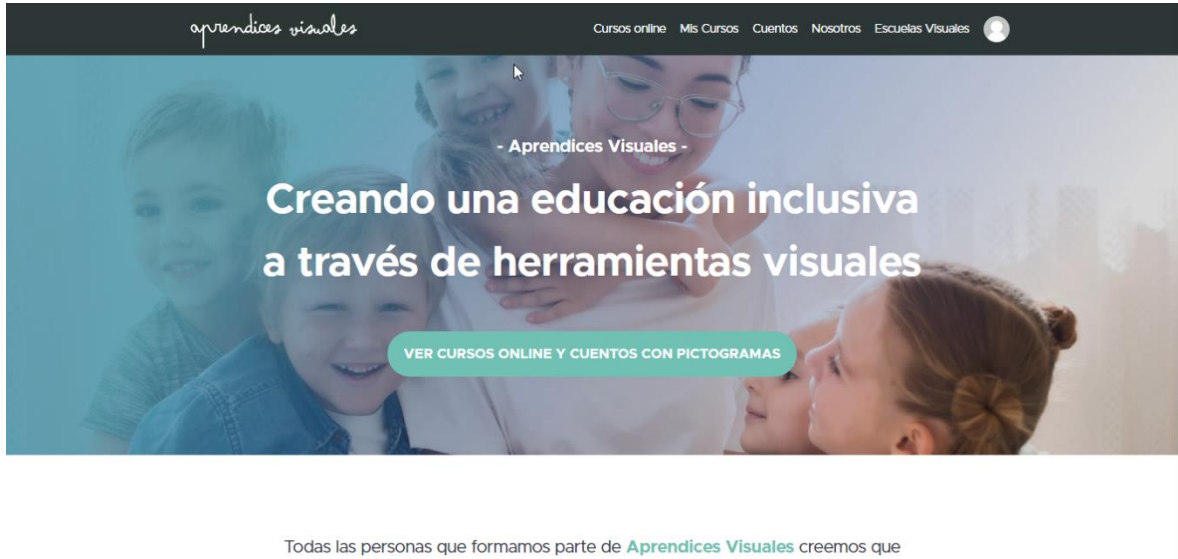 aprendices visuales
Cursos online Mis Cursos Cuentos Nosotros Escuelas Visuales
- Aprendices Visuales -
Creando una educación inclusiva
a través de herramientas visuales
VER CURSOS ONLINE Y CUENTOS CON PICTOGRAMAS
Todas las personas que formamos parte de Aprendices Visuales creemos que